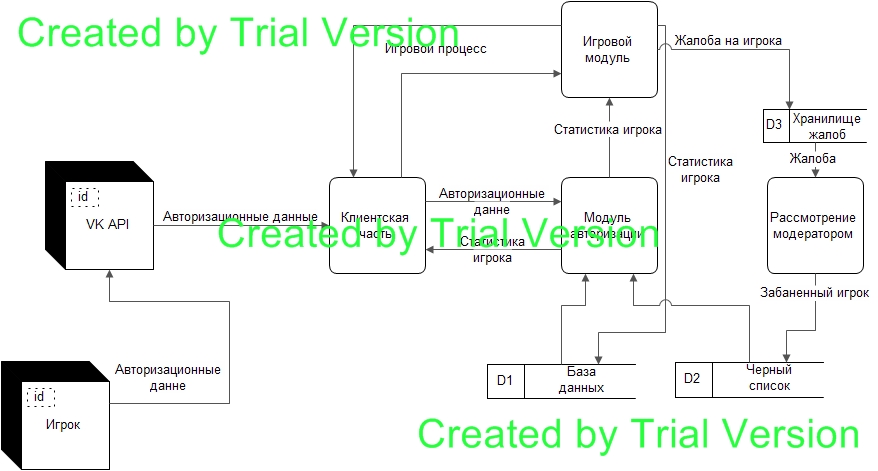 Created by Trial Version
Игровой процесс
Игровой
модуль
Жалоба на игрока
D3
Хранилище
жалоб
Статистика игрока
Жалоба
Статистика
игрока
id
VK API
Авторизационные данные
Клиентская
часть
Авторизационные
данне
Модуль
авторизации
Статистика
игрока
Created by Trial Version
Рассмотрение
модератором
Забаненный игрок
Авторизационные
данне
id
Игрок
D1
База
данных
D2
Черный
список
Created by Trial Version